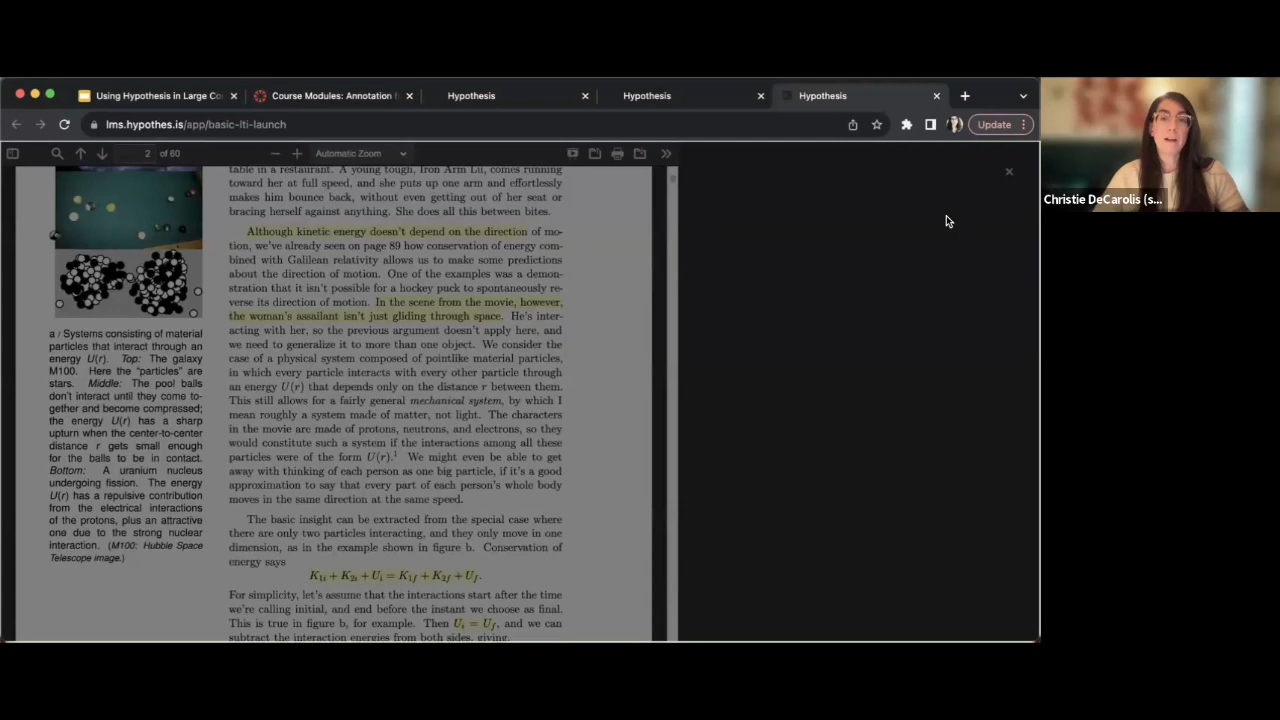 Using Hypothesis in Large Co
Course Modules: Annotation
Hypothesis
Hypothesis
Hypothesis
lms.hypothes.is/app/basic-lti-launch
Update
2 of 60
Automatic Zoom
Christie DeCarolis (s...
table in a restaurant. A young tough, Iron Arm Lu, comes running
toward her at full speed, and she puts up one arm and effortlessly
makes him bounce back, without even getting out of her seat or
bracing herself against anything. She does all this between bites.
Although kinetic energy doesn't depend on the direction of mo-
tion, we've already seen on page 89 how conservation of energy com-
bined with Galilean relativity allows us to make some predictions
about the direction of motion. One of the examples was a demon-
stration that it isn't possible for a hockey puck to spontaneously re-
verse its direction of motion. In the scene from the movie, however,
the woman's assailant isn't just gliding through space. He's inter-
acting with her, so the previous argument doesn't apply here, and
we need to generalize it to more than one object. We consider the
case of a physical system composed of pointlike material particles,
in which every particle interacts with every other particle through
an energy U(r) that depends only on the distance r between them.
This still allows for a fairly general mechanical system, by which I
mean roughly a system made of matter, not light. The characters
in the movie are made of protons, neutrons, and electrons, so they
would constitute such a system if the interactions among all these
particles were of the form U(r).¹ We might even be able to get
away with thinking of each person as one big particle, if it's a good
approximation to say that every part of each person's whole body
moves in the same direction at the same speed.
The basic insight can be extracted from the special case where
there are only two particles interacting, and they only move in one
dimension, as in the example shown in figure b. Conservation of
energy says
K1i + K2i + Ui = K1f + K2f + Uf.
For simplicity, let's assume that the interactions start after the time
we're calling initial, and end before the instant we choose as final.
This is true in figure b, for example. Then Ui = Uf, and we can
subtract the interaction energies from both sides, giving.
a / Systems consisting of material
particles that interact through an
energy U(r). Top: The galaxy
M100. Here the "particles" are
stars. Middle: The pool balls
don't interact until they come to-
gether and become compressed;
the energy U(r) has a sharp
upturn when the center-to-center
distance r gets small enough
for the balls to be in contact.
Bottom: A uranium nucleus
undergoing fission. The energy
U(r) has a repulsive contribution
from the electrical interactions
of the protons, plus an attractive
one due to the strong nuclear
interaction. (M100: Hubble Space
Telescope image.)